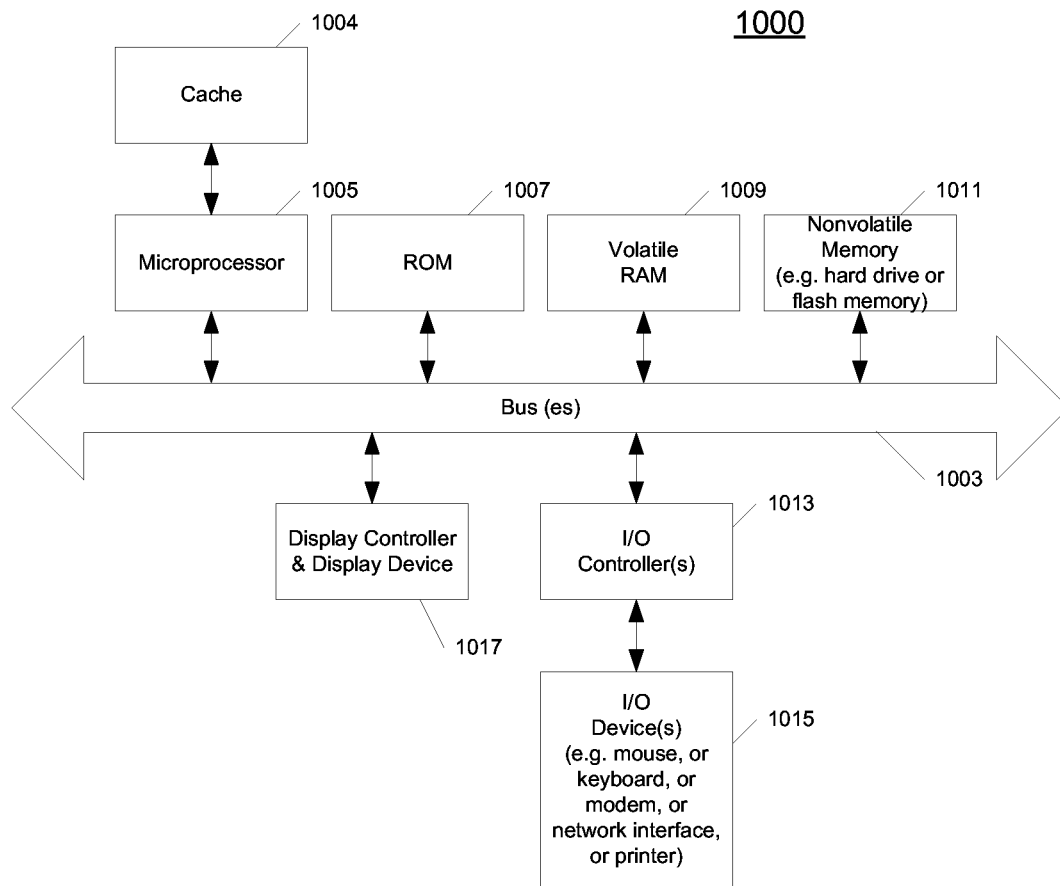 1000
1004
Cache
1005
1007
1009
1011
Microprocessor
ROM
Volatile
RAM
Nonvolatile
Memory
(e.g. hard drive or
flash memory)
Bus (es)
1003
Display Controller
& Display Device
1017
1013
I/O
Controller(s)
1015
I/O
Device(s)
(e.g. mouse, or
keyboard, or
modem, or
network interface,
or printer)